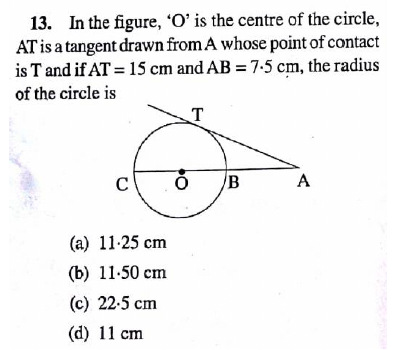 13. In the figure, ‘O’ is the centre of the circle,
AT is a tangent drawn from A whose point of contact
is T and if AT = 15 cm and AB = 7·5 cm, the radius
of the circle is
T
C O B A
(a) 11·25 cm
(b) 11·50 cm
(c) 22·5 cm
(d) 11 cm